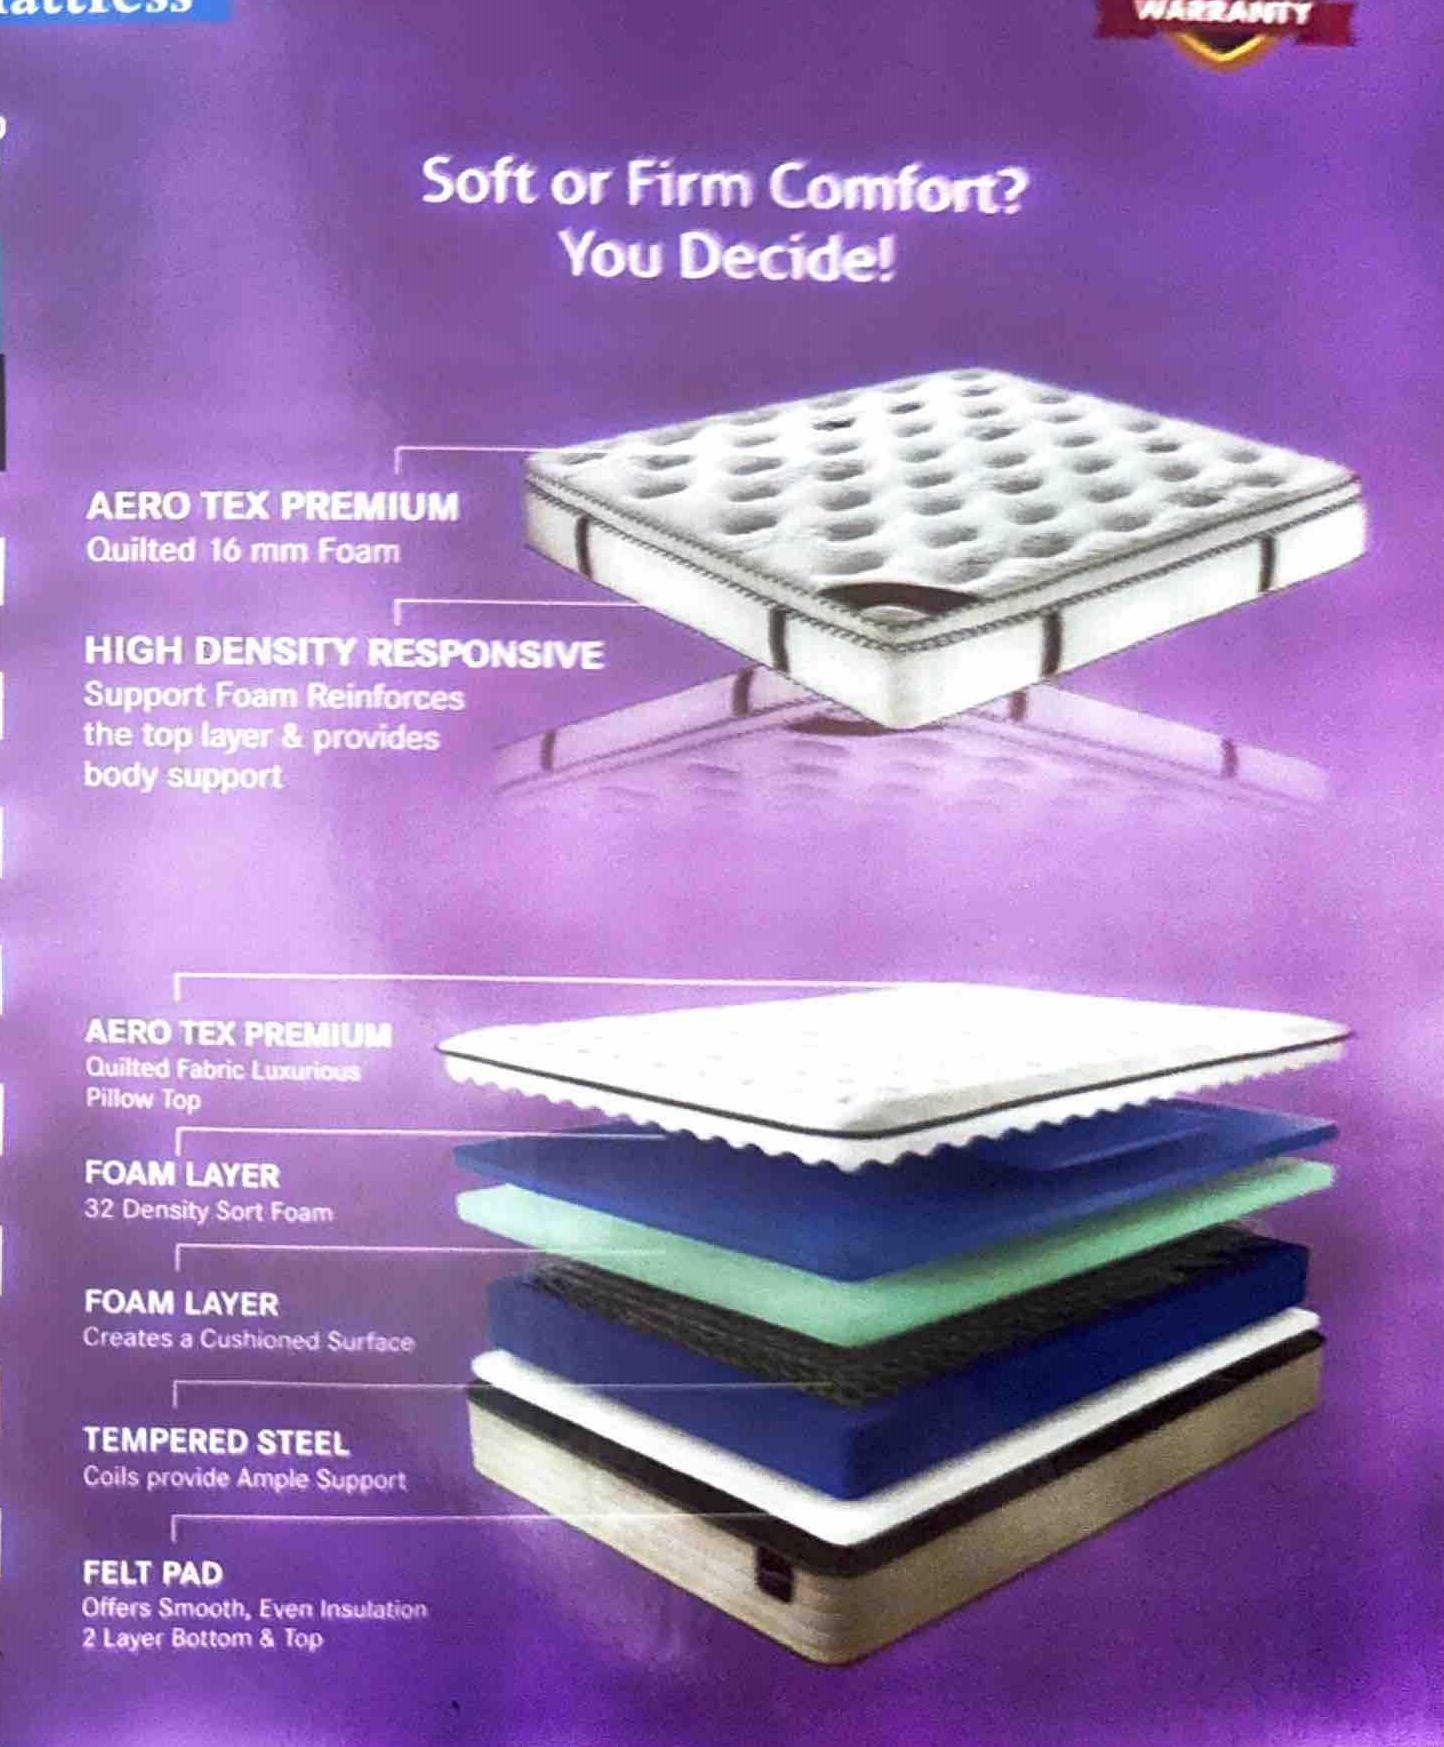 WARRANTY
Soft or Firm Comfort?
You Decide!
AERO TEX PREMIUM
Quilted 16 mm Foam
HIGH DENSITY RESPONSIVE
Support Foam Reinforces
the top layer & provides
body support
AERO TEX PREMIUM
Quilted Fabric Luxurious
Pillow Top
FOAM LAYER
32 Density Sort Foam
FOAM LAYER
Creates a Cushioned Surface
TEMPERED STEEL
Coils provide Ample Support
FELT PAD
Offers Smooth, Even Insulation
2 Layer Bottom & Top